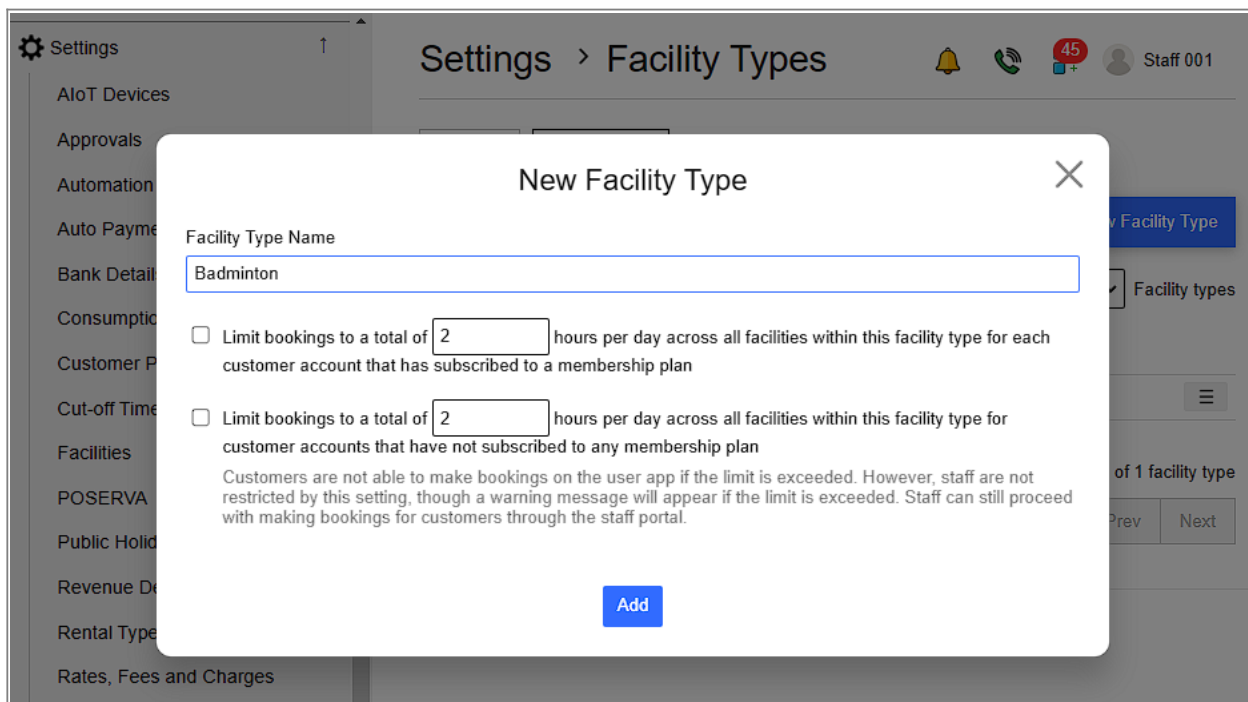 Settings ↑
AIoT Devices
Approvals
Automation
Auto Payme
Bank Detail
Consumptio
Customer P
Cut-off Time
Facilities
POSERVA
Public Holid
Revenue De
Rental Type
Rates, Fees and Charges
Settings > Facility Types
45
Staff 001
New Facility Type
Facility Type Name
Badminton
Limit bookings to a total of 2 hours per day across all facilities within this facility type for each
customer account that has subscribed to a membership plan
Limit bookings to a total of 2 hours per day across all facilities within this facility type for
customer accounts that have not subscribed to any membership plan
Customers are not able to make bookings on the user app if the limit is exceeded. However, staff are not
restricted by this setting, though a warning message will appear if the limit is exceeded. Staff can still proceed
with making bookings for customers through the staff portal.
Add
w Facility Type
Facility types
of 1 facility type
Prev Next